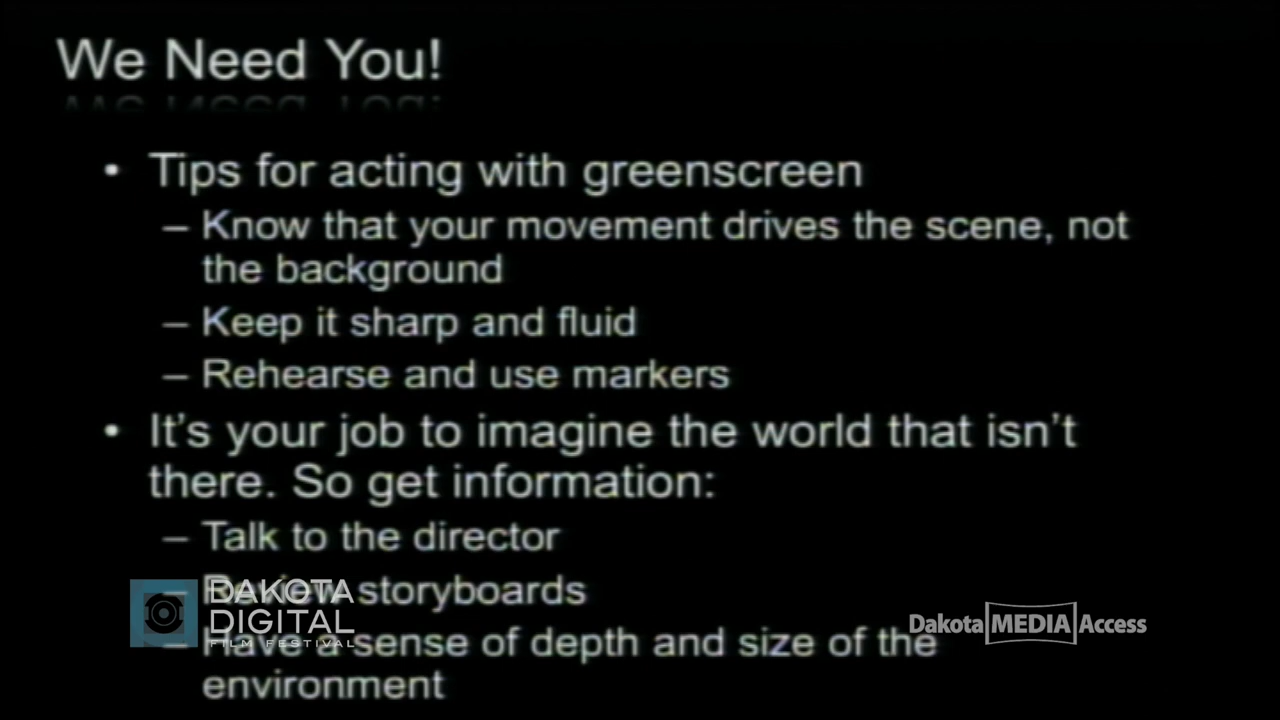 We Need You!
• Tips for acting with greenscreen
– Know that your movement drives the scene, not
the background
– Keep it sharp and fluid
– Rehearse and use markers
• It's your job to imagine the world that isn't
there. So get information:
– Talk to the director
– Review storyboards
– Have a sense of depth and size of the
environment
DAKOTA
DIGITAL
FILM FESTIVAL
Dakota MEDIA Access